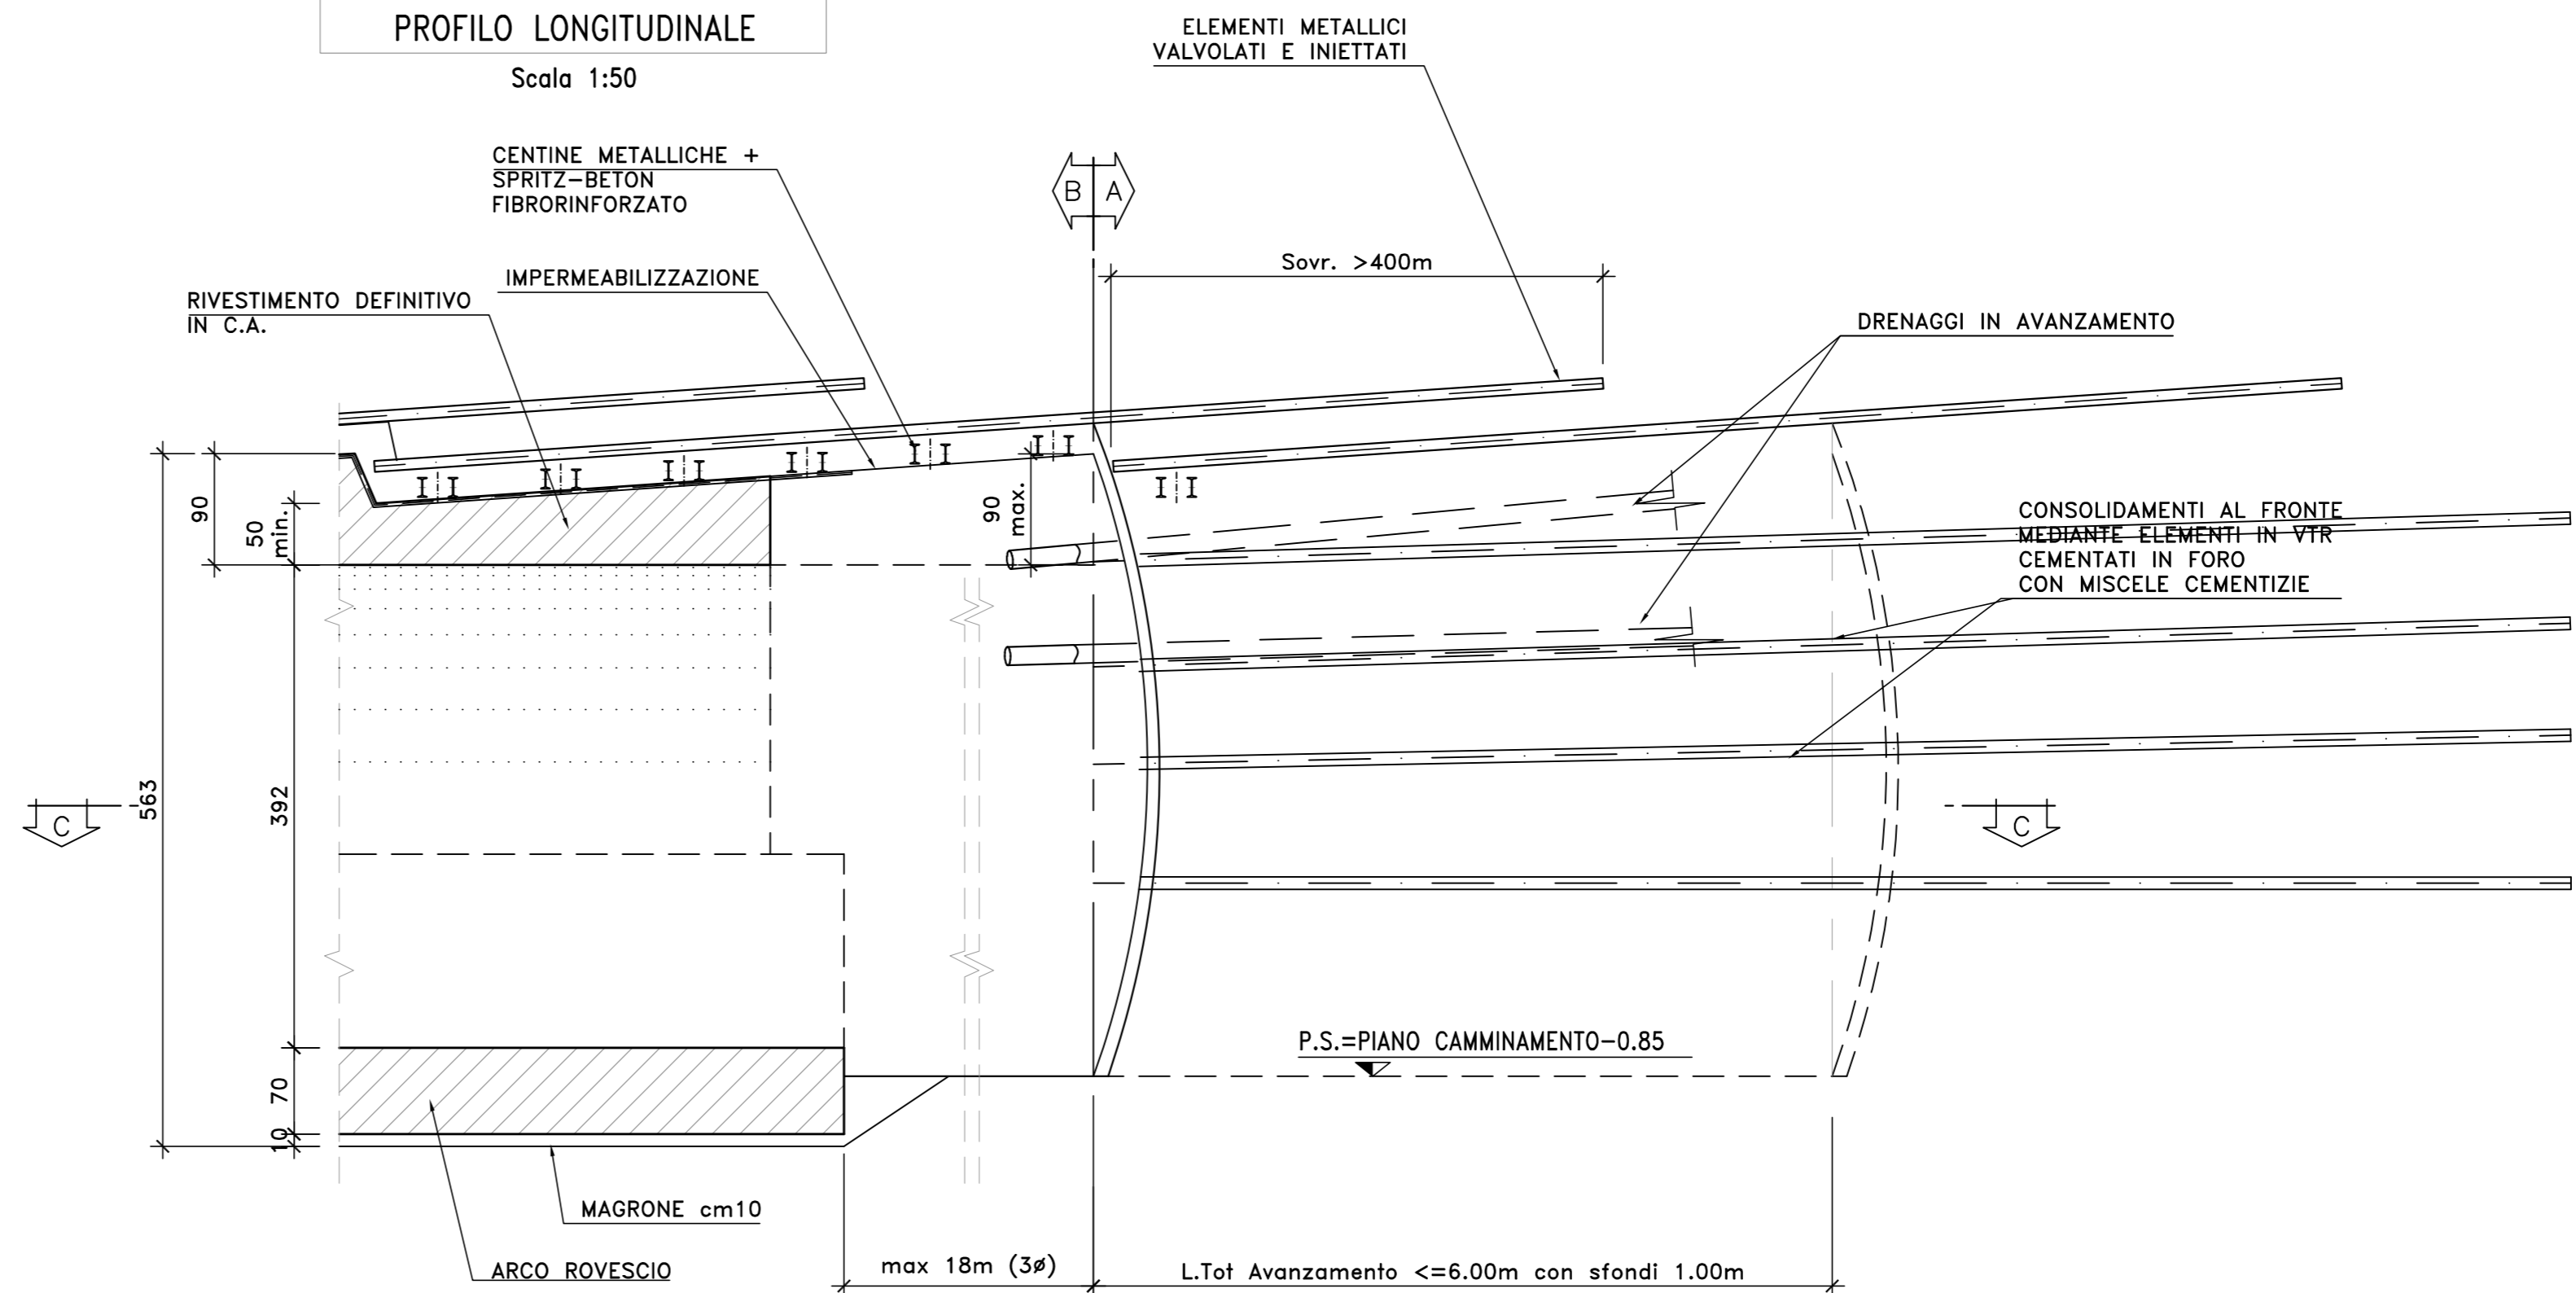 PROFILO LONGITUDINALE
Scala 1:50
ELEMENTI METALLICI
VALVOLATI E INIETTATI
CENTINE METALLICHE +
SPRITZ-BETON
FIBRORINFORZATO
B A
Sovr. >400m
IMPERMEABILIZZAZIONE
RIVESTIMENTO DEFINITIVO
IN C.A.
DRENAGGI IN AVANZAMENTO
90
50
min.
90
max.
CONSOLIDAMENTI AL FRONTE
MEDIANTE ELEMENTI IN VTR
CEMENTATI IN FORO
CON MISCELE CEMENTIZIE
563
392
C
C
P.S.=PIANO CAMMINAMENTO-0.85
70
10
MAGRONE cm10
ARCO ROVESCIO
max 18m (3ø)
L.Tot Avanzamento <=6.00m con sfondi 1.00m